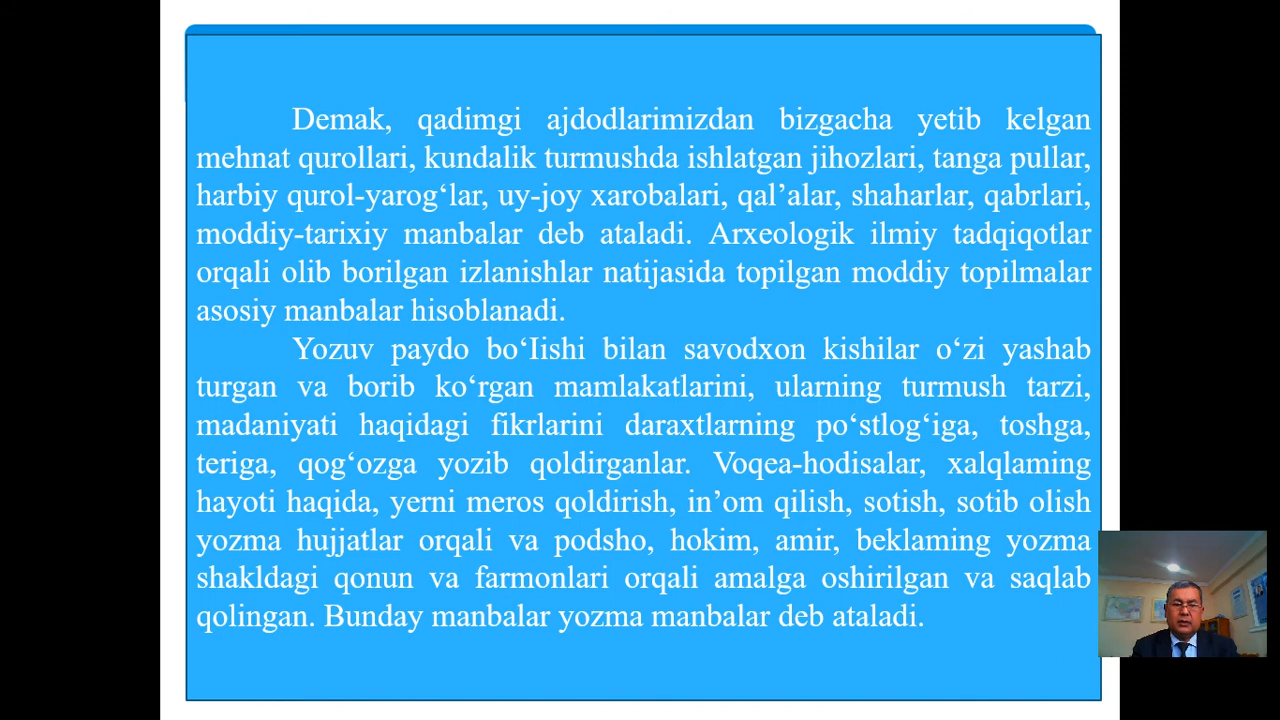 Demak, qadimgi ajdodlarimizdan bizgacha yetib kelgan
mehnat qurollari, kundalik turmushda ishlatgan jihozlari, tanga pullar,
harbiy qurol-yarog‘lar, uy-joy xarobalari, qal’alar, shaharlar, qabrlari,
moddiy-tarixiy manbalar deb ataladi. Arxeologik ilmiy tadqiqotlar
orqali olib borilgan izlanishlar natijasida topilgan moddiy topilmalar
asosiy manbalar hisoblanadi.
Yozuv paydo bo‘Iishi bilan savodxon kishilar o‘zi yashab
turgan va borib ko‘rgan mamlakatlarini, ularning turmush tarzi,
madaniyati haqidagi fikrlarini daraxtlarning po‘stlog‘iga, toshga,
teriga, qog‘ozga yozib qoldirganlar. Voqea-hodisalar, xalqlaming
hayoti haqida, yerni meros qoldirish, in’om qilish, sotish, sotib olish
yozma hujjatlar orqali va podsho, hokim, amir, beklaming yozma
shakldagi qonun va farmonlari orqali amalga oshirilgan va saqlab
qolingan. Bunday manbalar yozma manbalar deb ataladi.